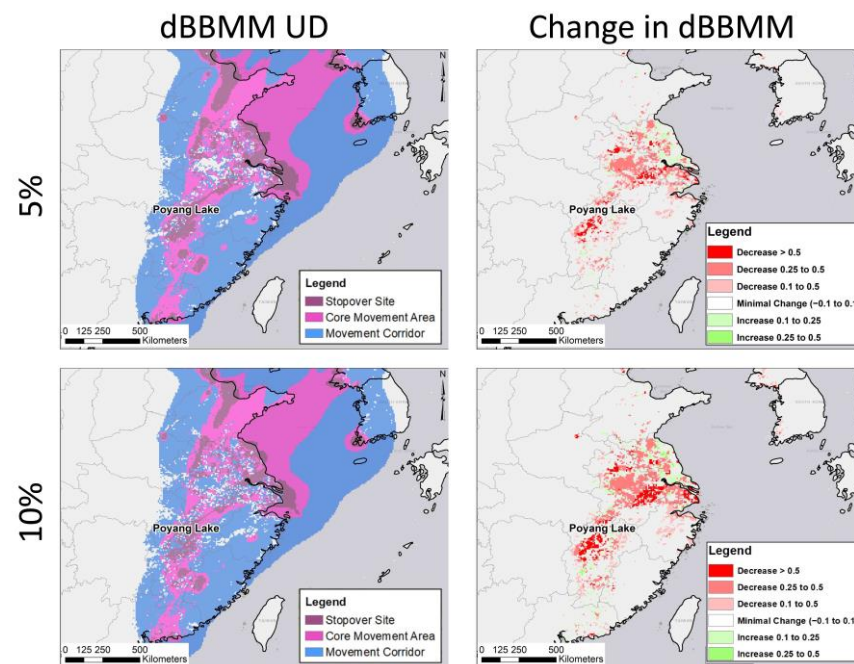 dBBMM UD
Change in dBBMM
5%
N
Poyang Lake
Legend
Stopover Site
Core Movement Area
Movement Corridor
0 125 250 500
Kilometers
N
Poyang Lake
Legend
Decrease > 0.5
Decrease 0.25 to 0.5
Decrease 0.1 to 0.5
Minimal Change (−0.1 to 0.1
Increase 0.1 to 0.25
Increase 0.25 to 0.5
0 125 250 500
Kilometers
10%
N
Poyang Lake
Legend
Stopover Site
Core Movement Area
Movement Corridor
0 125 250 500
Kilometers
N
Poyang Lake
Legend
Decrease > 0.5
Decrease 0.25 to 0.5
Decrease 0.1 to 0.5
Minimal Change (−0.1 to 0.1
Increase 0.1 to 0.25
Increase 0.25 to 0.5
0 125 250 500
Kilometers